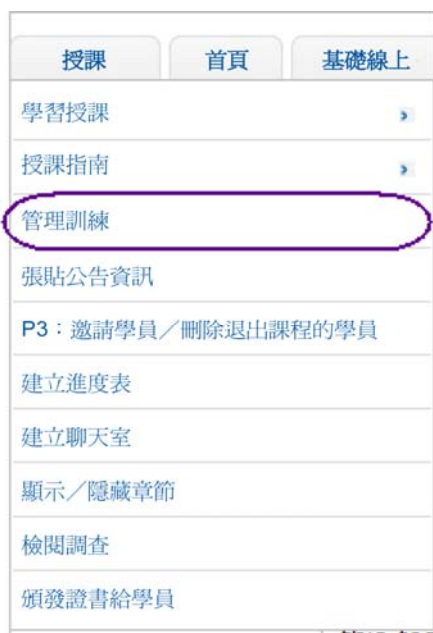 授課 首頁 基礎線上
學習授課
授課指南
管理訓練
張貼公告資訊
P3：邀請學員／刪除退出課程的學員
建立進度表
建立聊天室
顯示／隱藏章節
檢閱調查
頒發證書給學員